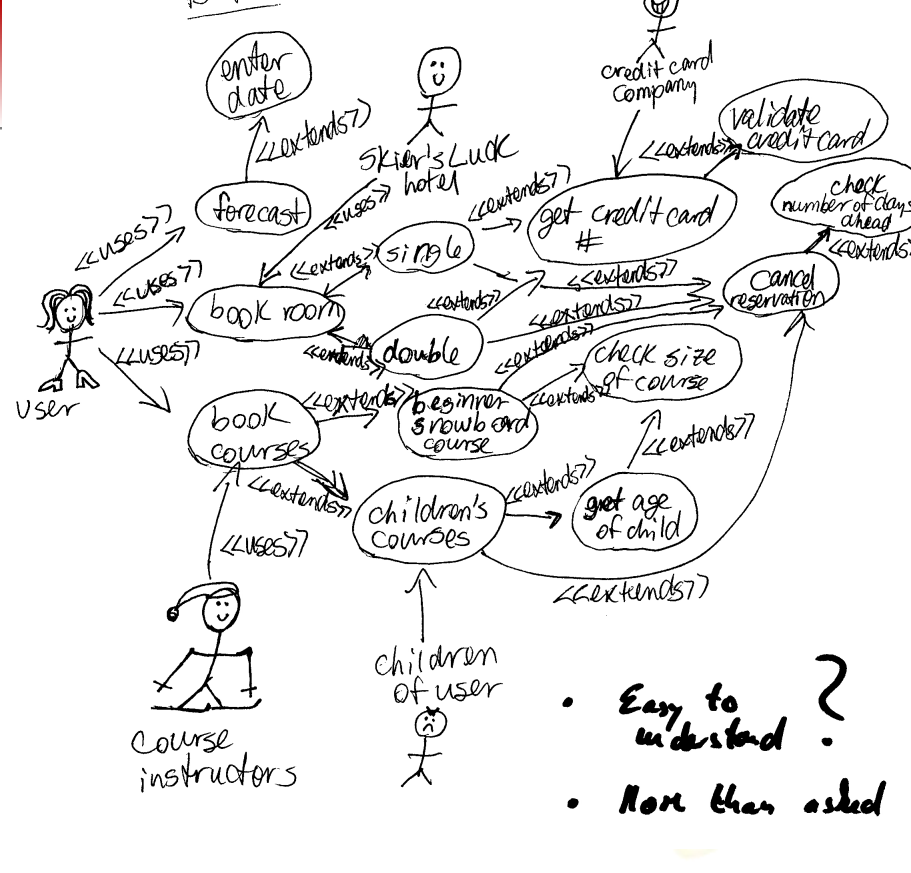 enter
date
<<extends>>
forecast
<<uses>>
<<uses>>
<<uses>>
user
Skier's Luck
hotel
<<uses>>
book room
<<extends>>
single
<<extends>>
double
<<extends>>
<<extends>>
credit card
company
get credit card
#
<<extends>>
validate
credit card
check
number of days
ahead
<<extends>>
cancel
reservation
<<extends>>
<<extends>>
<<extends>>
check size
of course
<<extends>>
book
courses
<<extends>>
beginner
snowboard
course
<<extends>>
children's
courses
<<extends>>
get age
of child
<<extends>>
<<extends>>
<<uses>>
course
instructors
children
of user
• Easy to
understand ?
• More than asked